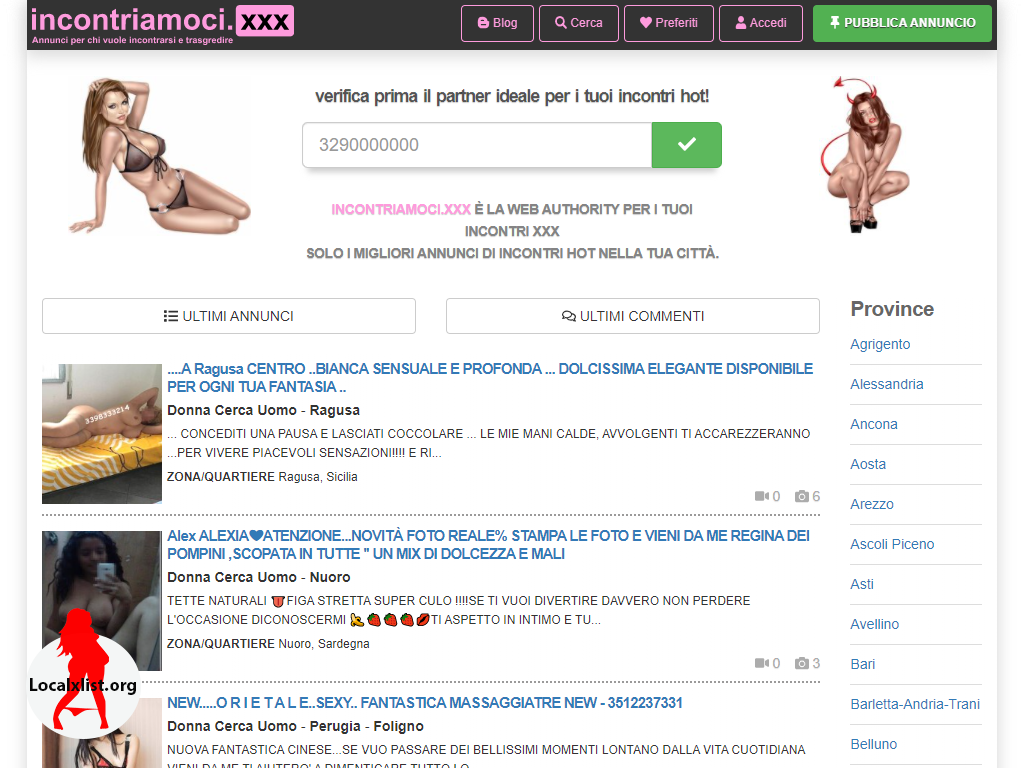 incontriamoci.xxx
Annunci per chi vuole incontrarsi e trasgredire
Blog
Cerca
Preferiti
Accedi
PUBBLICA ANNUNCIO
verifica prima il partner ideale per i tuoi incontri hot!
3290000000
INCONTRIAMOCI.XXX È LA WEB AUTHORITY PER I TUOI
INCONTRI XXX
SOLO I MIGLIORI ANNUNCI DI INCONTRI HOT NELLA TUA CITTÀ.
ULTIMI ANNUNCI
ULTIMI COMMENTI
....A Ragusa CENTRO ..BIANCA SENSUALE E PROFONDA ... DOLCISSIMA ELEGANTE DISPONIBILE
PER OGNI TUA FANTASIA ..
Donna Cerca Uomo - Ragusa
... CONCEDITI UNA PAUSA E LASCIATI COCCOLARE ... LE MIE MANI CALDE, AVVOLGENTI TI ACCAREZZERANNO
...PER VIVERE PIACEVOLI SENSAZIONI!!!! E RI...
ZONA/QUARTIERE Ragusa, Sicilia
0 6
3398333214
Alex ALEXIA💙ATENZIONE...NOVITÀ FOTO REALE% STAMPA LE FOTO E VIENI DA ME REGINA DEI
POMPINI ,SCOPATA IN TUTTE " UN MIX DI DOLCEZZA E MALI
Donna Cerca Uomo - Nuoro
TETTE NATURALI 👅FIGA STRETTA SUPER CULO !!!!SE TI VUOI DIVERTIRE DAVVERO NON PERDERE
L'OCCASIONE DICONOSCERMI 💃🍓🍓🍓💋TI ASPETTO IN INTIMO E TU...
ZONA/QUARTIERE Nuoro, Sardegna
0 3
Localxlist.org
NEW.....O R I E T A L E..SEXY.. FANTASTICA MASSAGGIATRE NEW - 3512237331
Donna Cerca Uomo - Perugia - Foligno
NUOVA FANTASTICA CINESE...SE VUO PASSARE DEI BELLISSIMI MOMENTI LONTANO DALLA VITA CUOTIDIANA
VIENI DA ME TI AIUTERO' A DIMENTICARE TUTTO LO
Province
Agrigento
Alessandria
Ancona
Aosta
Arezzo
Ascoli Piceno
Asti
Avellino
Bari
Barletta-Andria-Trani
Belluno